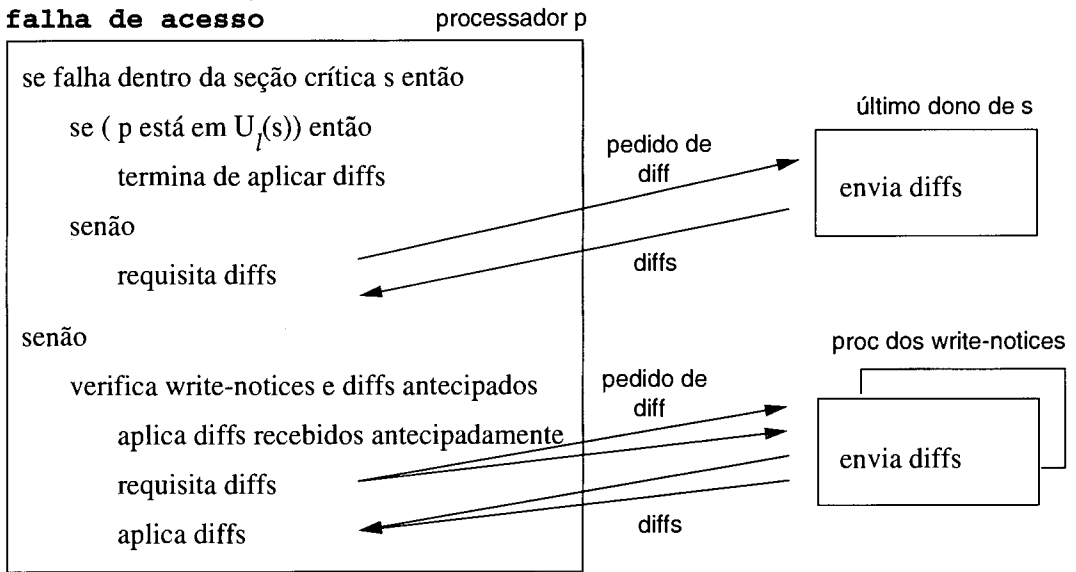 falha de acesso
processador p
se falha dentro da seção crítica s então
se ( p está em U_l(s)) então
termina de aplicar diffs
senão
requisita diffs
pedido de
diff
diffs
último dono de s
envia diffs
senão
verifica write-notices e diffs antecipados
aplica diffs recebidos antecipadamente
requisita diffs
aplica diffs
pedido de
diff
diffs
proc dos write-notices
envia diffs